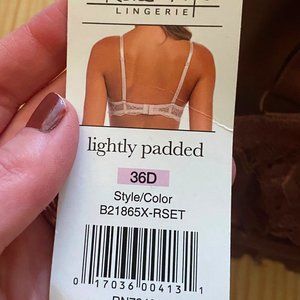 LINGERIE
lightly padded
36D
Style/Color
B21865X-RSET
0 17036 00413 1